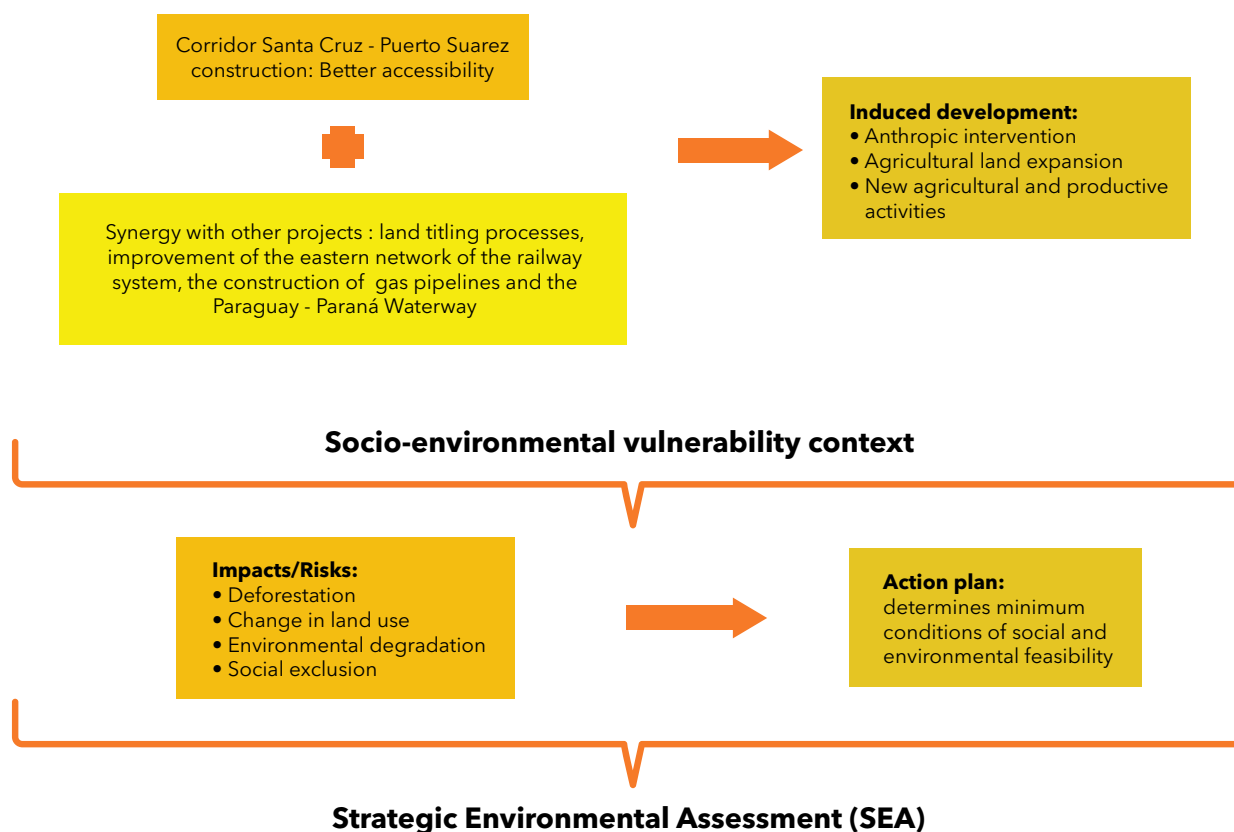 Corridor Santa Cruz - Puerto Suarez
construction: Better accessibility
Induced development:
• Anthropic intervention
• Agricultural land expansion
• New agricultural and productive
activities
Synergy with other projects : land titling processes,
improvement of the eastern network of the railway
system, the construction of  gas pipelines and the
Paraguay - Paraná Waterway
Socio-environmental vulnerability context
Impacts/Risks:
• Deforestation
• Change in land use
• Environmental degradation
• Social exclusion
Action plan:
determines minimum
conditions of social and
environmental feasibility
Strategic Environmental Assessment (SEA)